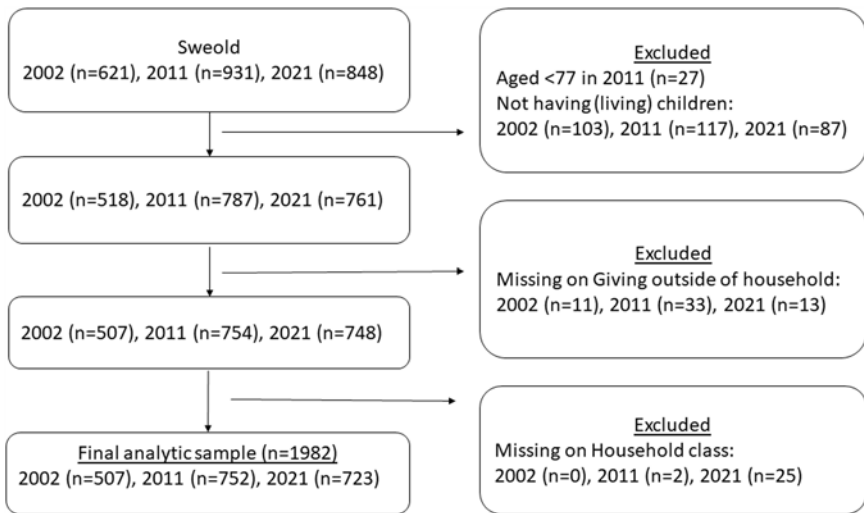 Sweold
2002 (n=621), 2011 (n=931), 2021 (n=848)
Excluded
Aged <77 in 2011 (n=27)
Not having (living) children:
2002 (n=103), 2011 (n=117), 2021 (n=87)
2002 (n=518), 2011 (n=787), 2021 (n=761)
Excluded
Missing on Giving outside of household:
2002 (n=11), 2011 (n=33), 2021 (n=13)
2002 (n=507), 2011 (n=754), 2021 (n=748)
Excluded
Missing on Household class:
2002 (n=0), 2011 (n=2), 2021 (n=25)
Final analytic sample (n=1982)
2002 (n=507), 2011 (n=752), 2021 (n=723)